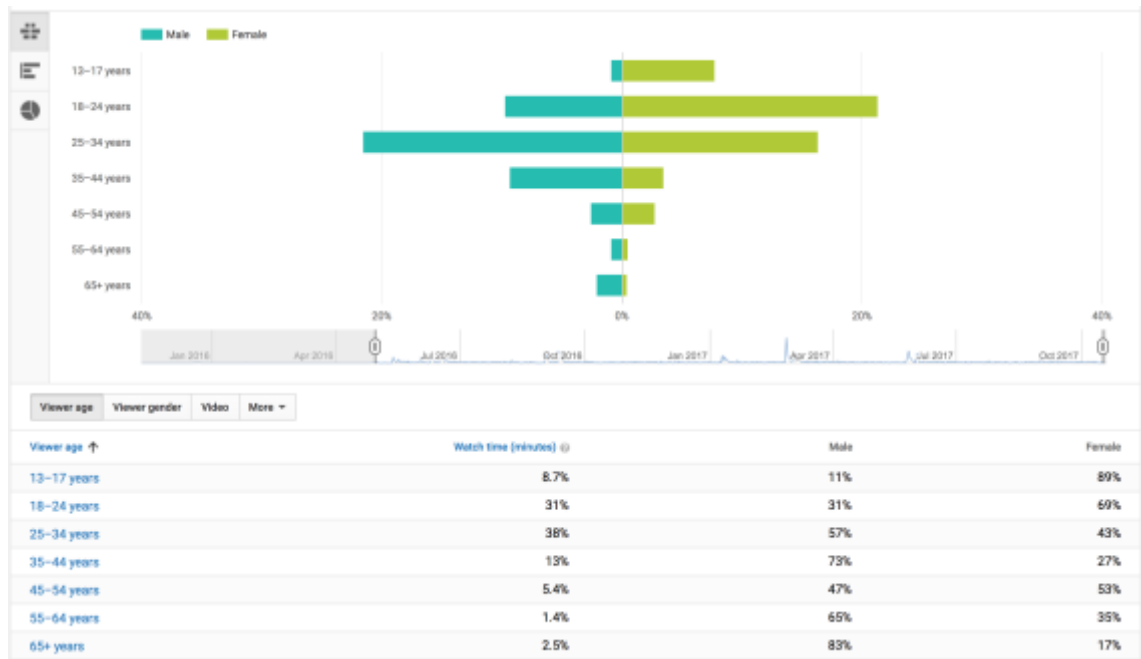 Male Female
13–17 years
18–24 years
25–34 years
35–44 years
45–54 years
55–64 years
65+ years
40% 20% 0% 20% 40%
Jan 2016 Apr 2016 Jul 2016 Oct 2016 Jan 2017 Apr 2017 Jul 2017 Oct 2017
Viewer age Viewer gender Video More
Viewer age ↑ Watch time (minutes) Male Female
13–17 years 8.7% 11% 89%
18–24 years 31% 31% 69%
25–34 years 38% 57% 43%
35–44 years 13% 73% 27%
45–54 years 5.4% 47% 53%
55–64 years 1.4% 65% 35%
65+ years 2.5% 83% 17%